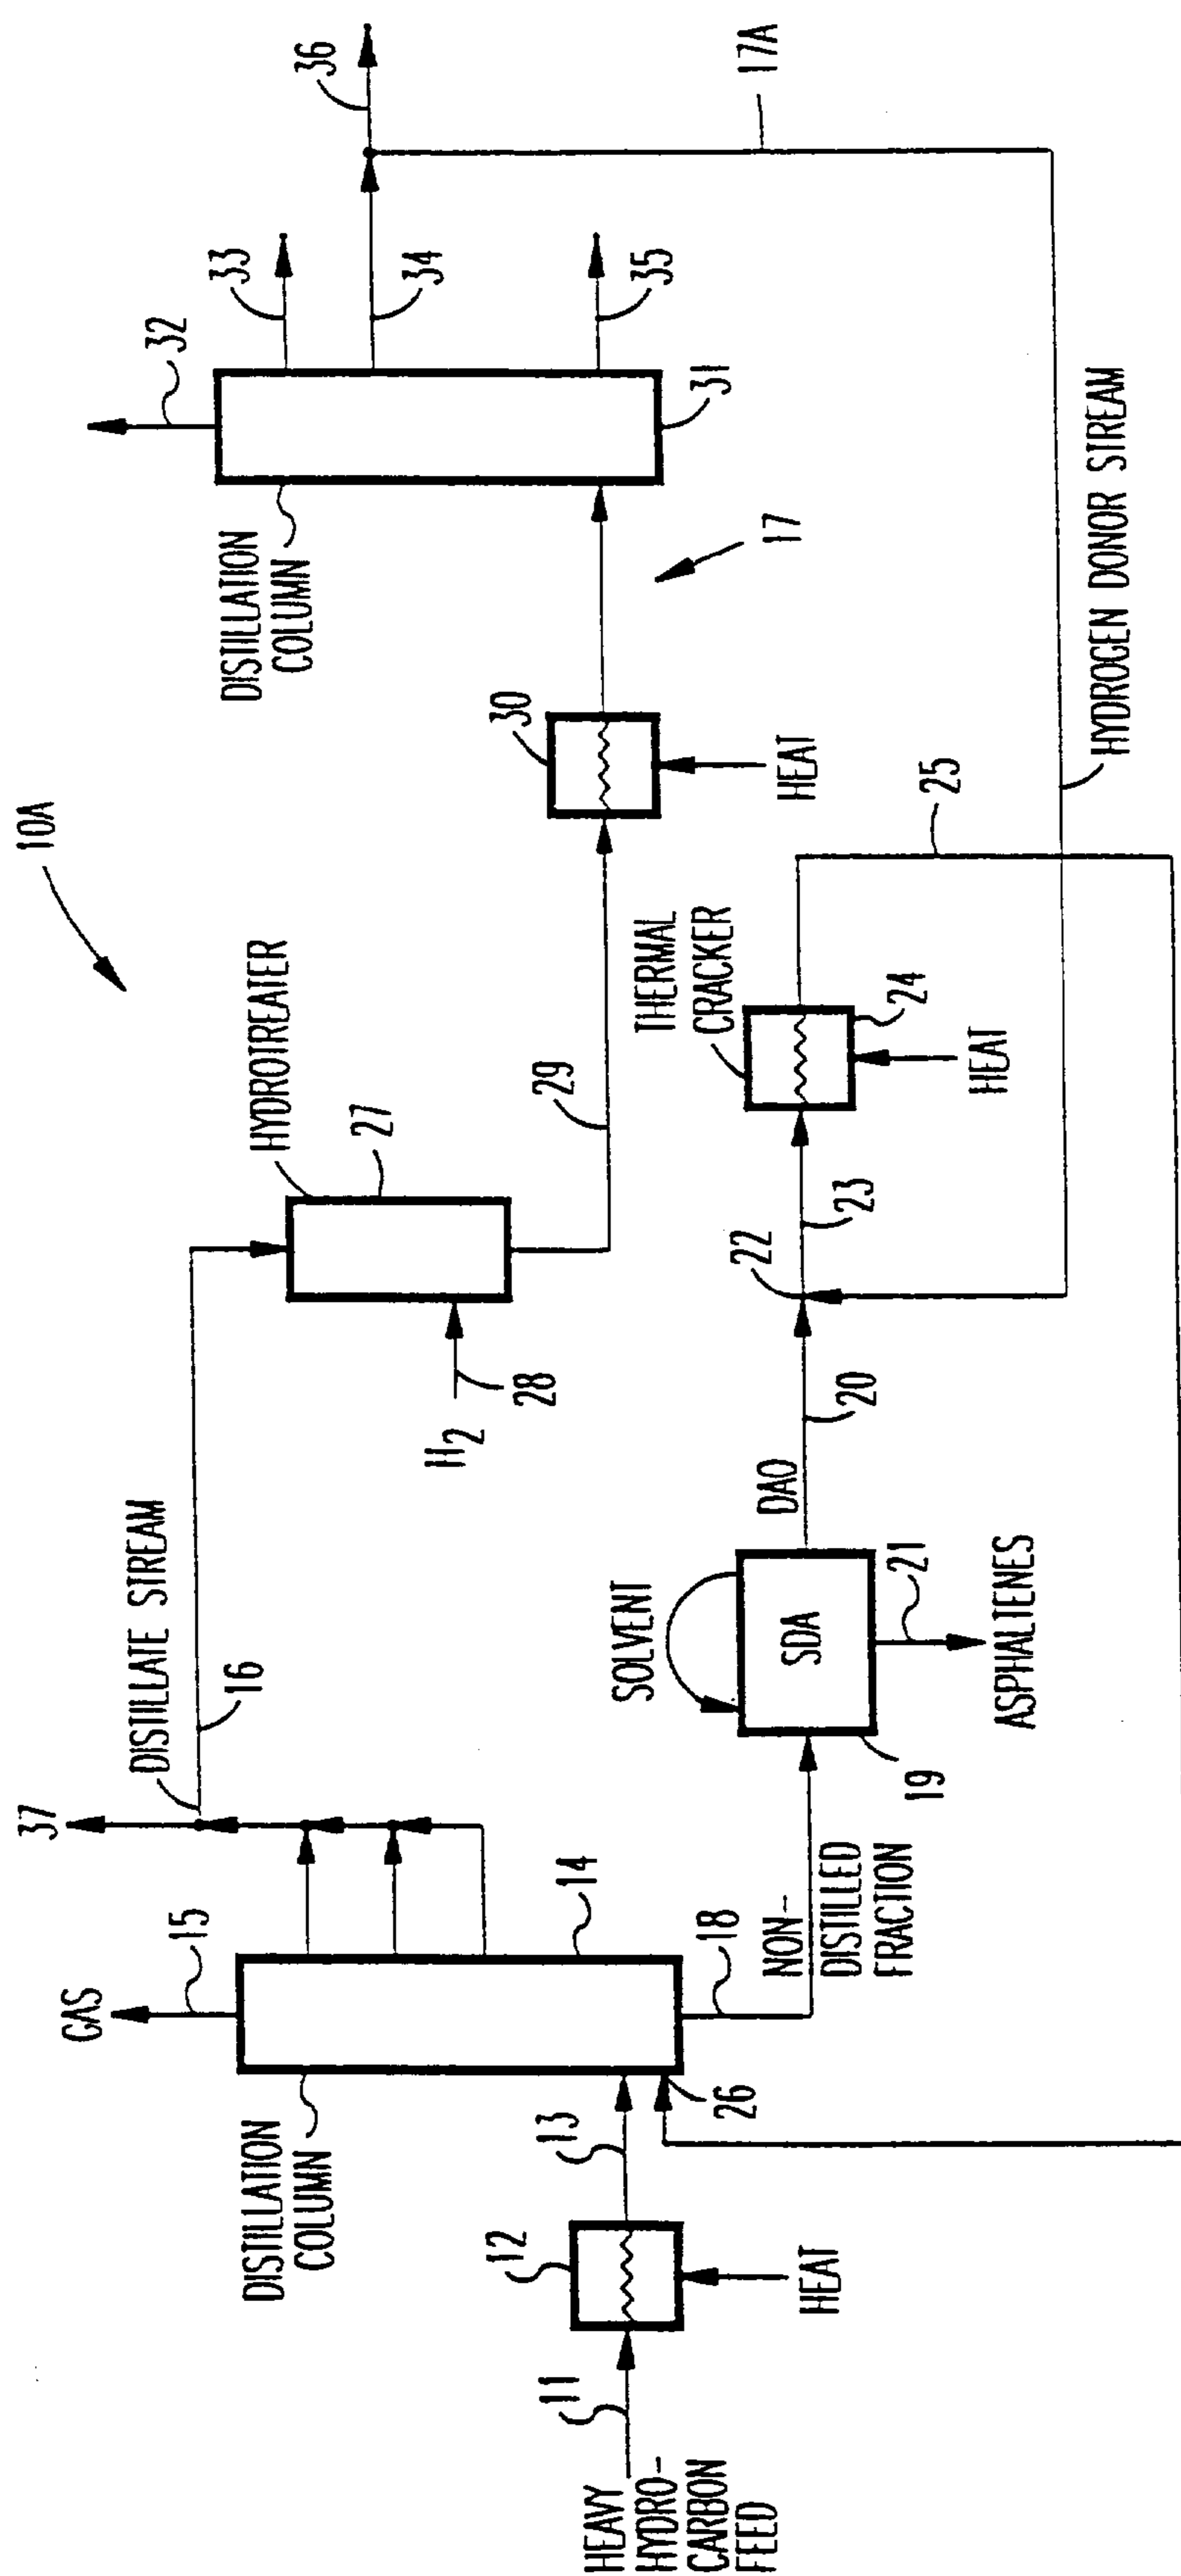 10A
37
GAS
15
DISTILLATE STREAM
16
DISTILLATION
COLUMN
14
HYDROTREATER
27
H2
28
29
30
HEAT
17
DISTILLATION
COLUMN
31
32
33
34
35
36
17A
HEAVY
HYDRO-
CARBON
FEED
11
12
HEAT
13
26
18
NON-
DISTILLED
FRACTION
SOLVENT
SDA
19
21
ASPHALTENES
DAO
20
22
23
THERMAL
CRACKER
24
HEAT
25
HYDROGEN DONOR STREAM